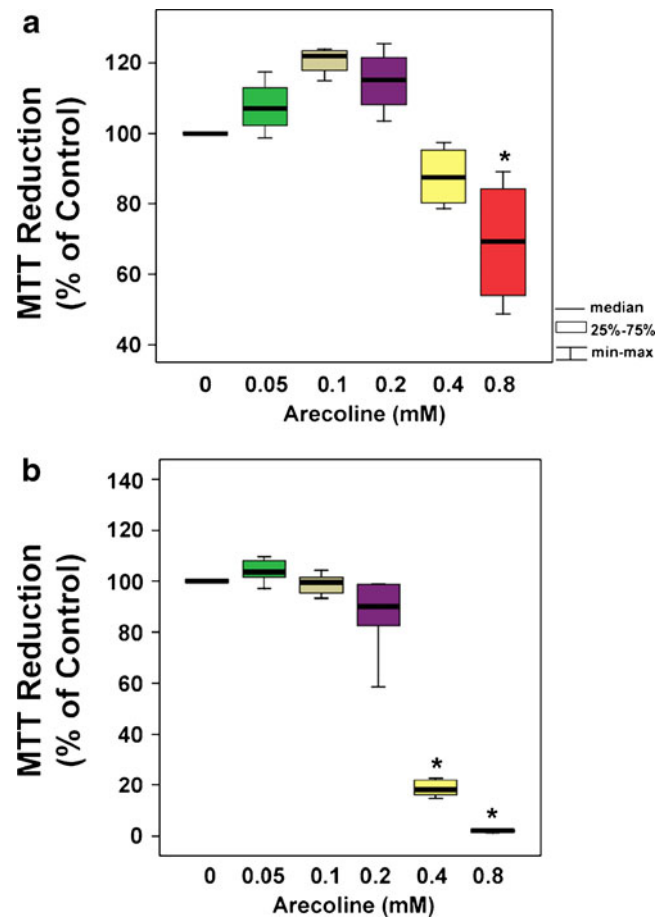 a
MTT Reduction
(% of Control)
120
100
80
60
40
*
0 0.05 0.1 0.2 0.4 0.8
Arecoline (mM)
median
25%-75%
min-max
b
MTT Reduction
(% of Control)
140
120
100
80
60
40
20
0
*
*
0 0.05 0.1 0.2 0.4 0.8
Arecoline (mM)